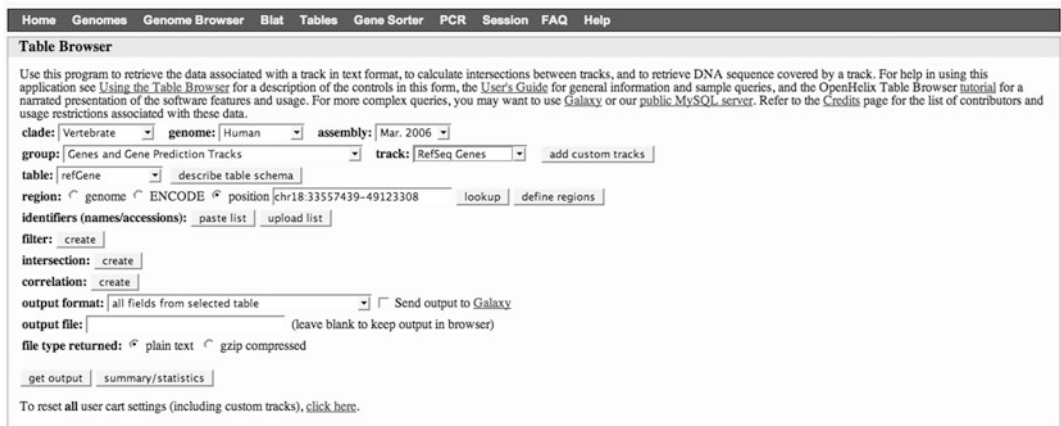 Home Genomes Genome Browser Blat Tables Gene Sorter PCR Session FAQ Help
Table Browser
Use this program to retrieve the data associated with a track in text format, to calculate intersections between tracks, and to retrieve DNA sequence covered by a track. For help in using this
application see Using the Table Browser for a description of the controls in this form, the User's Guide for general information and sample queries, and the OpenHelix Table Browser tutorial for a
narrated presentation of the software features and usage. For more complex queries, you may want to use Galaxy or our public MySQL server. Refer to the Credits page for the list of contributors and
usage restrictions associated with these data.
clade: Vertebrate genome: Human assembly: Mar. 2006
group: Genes and Gene Prediction Tracks track: RefSeq Genes add custom tracks
table: refGene describe table schema
region: genome ENCODE position chr18:33557439-49123308 lookup define regions
identifiers (names/accessions): paste list upload list
filter: create
intersection: create
correlation: create
output format: all fields from selected table Send output to Galaxy
output file: (leave blank to keep output in browser)
file type returned: plain text gzip compressed
get output summary/statistics
To reset all user cart settings (including custom tracks), click here.